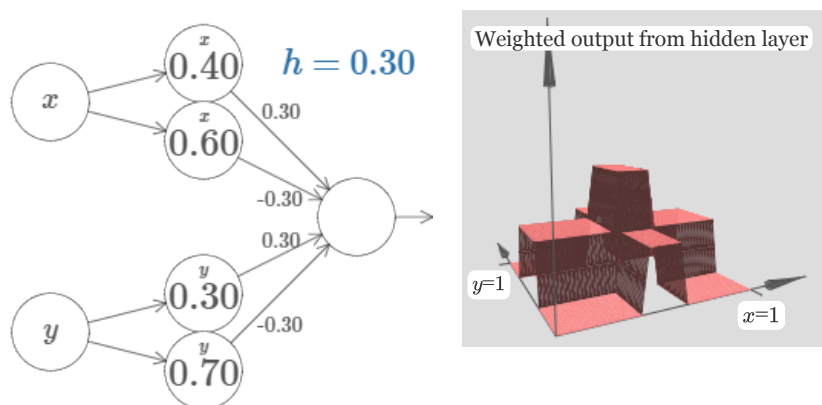 x
x
0.40
x
0.60
h = 0.30
0.30
-0.30
y
y
0.30
y
0.70
0.30
-0.30
Weighted output from hidden layer
y=1
x=1